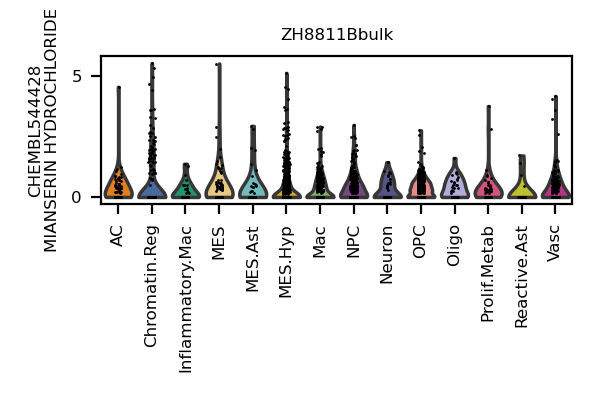 ZH8811Bbulk
CHEMBL544428
MIANSERIN HYDROCHLORIDE
5
0
AC
Chromatin.Reg
Inflammatory.Mac
MES
MES.Ast
MES.Hyp
Mac
NPC
Neuron
OPC
Oligo
Prolif.Metab
Reactive.Ast
Vasc